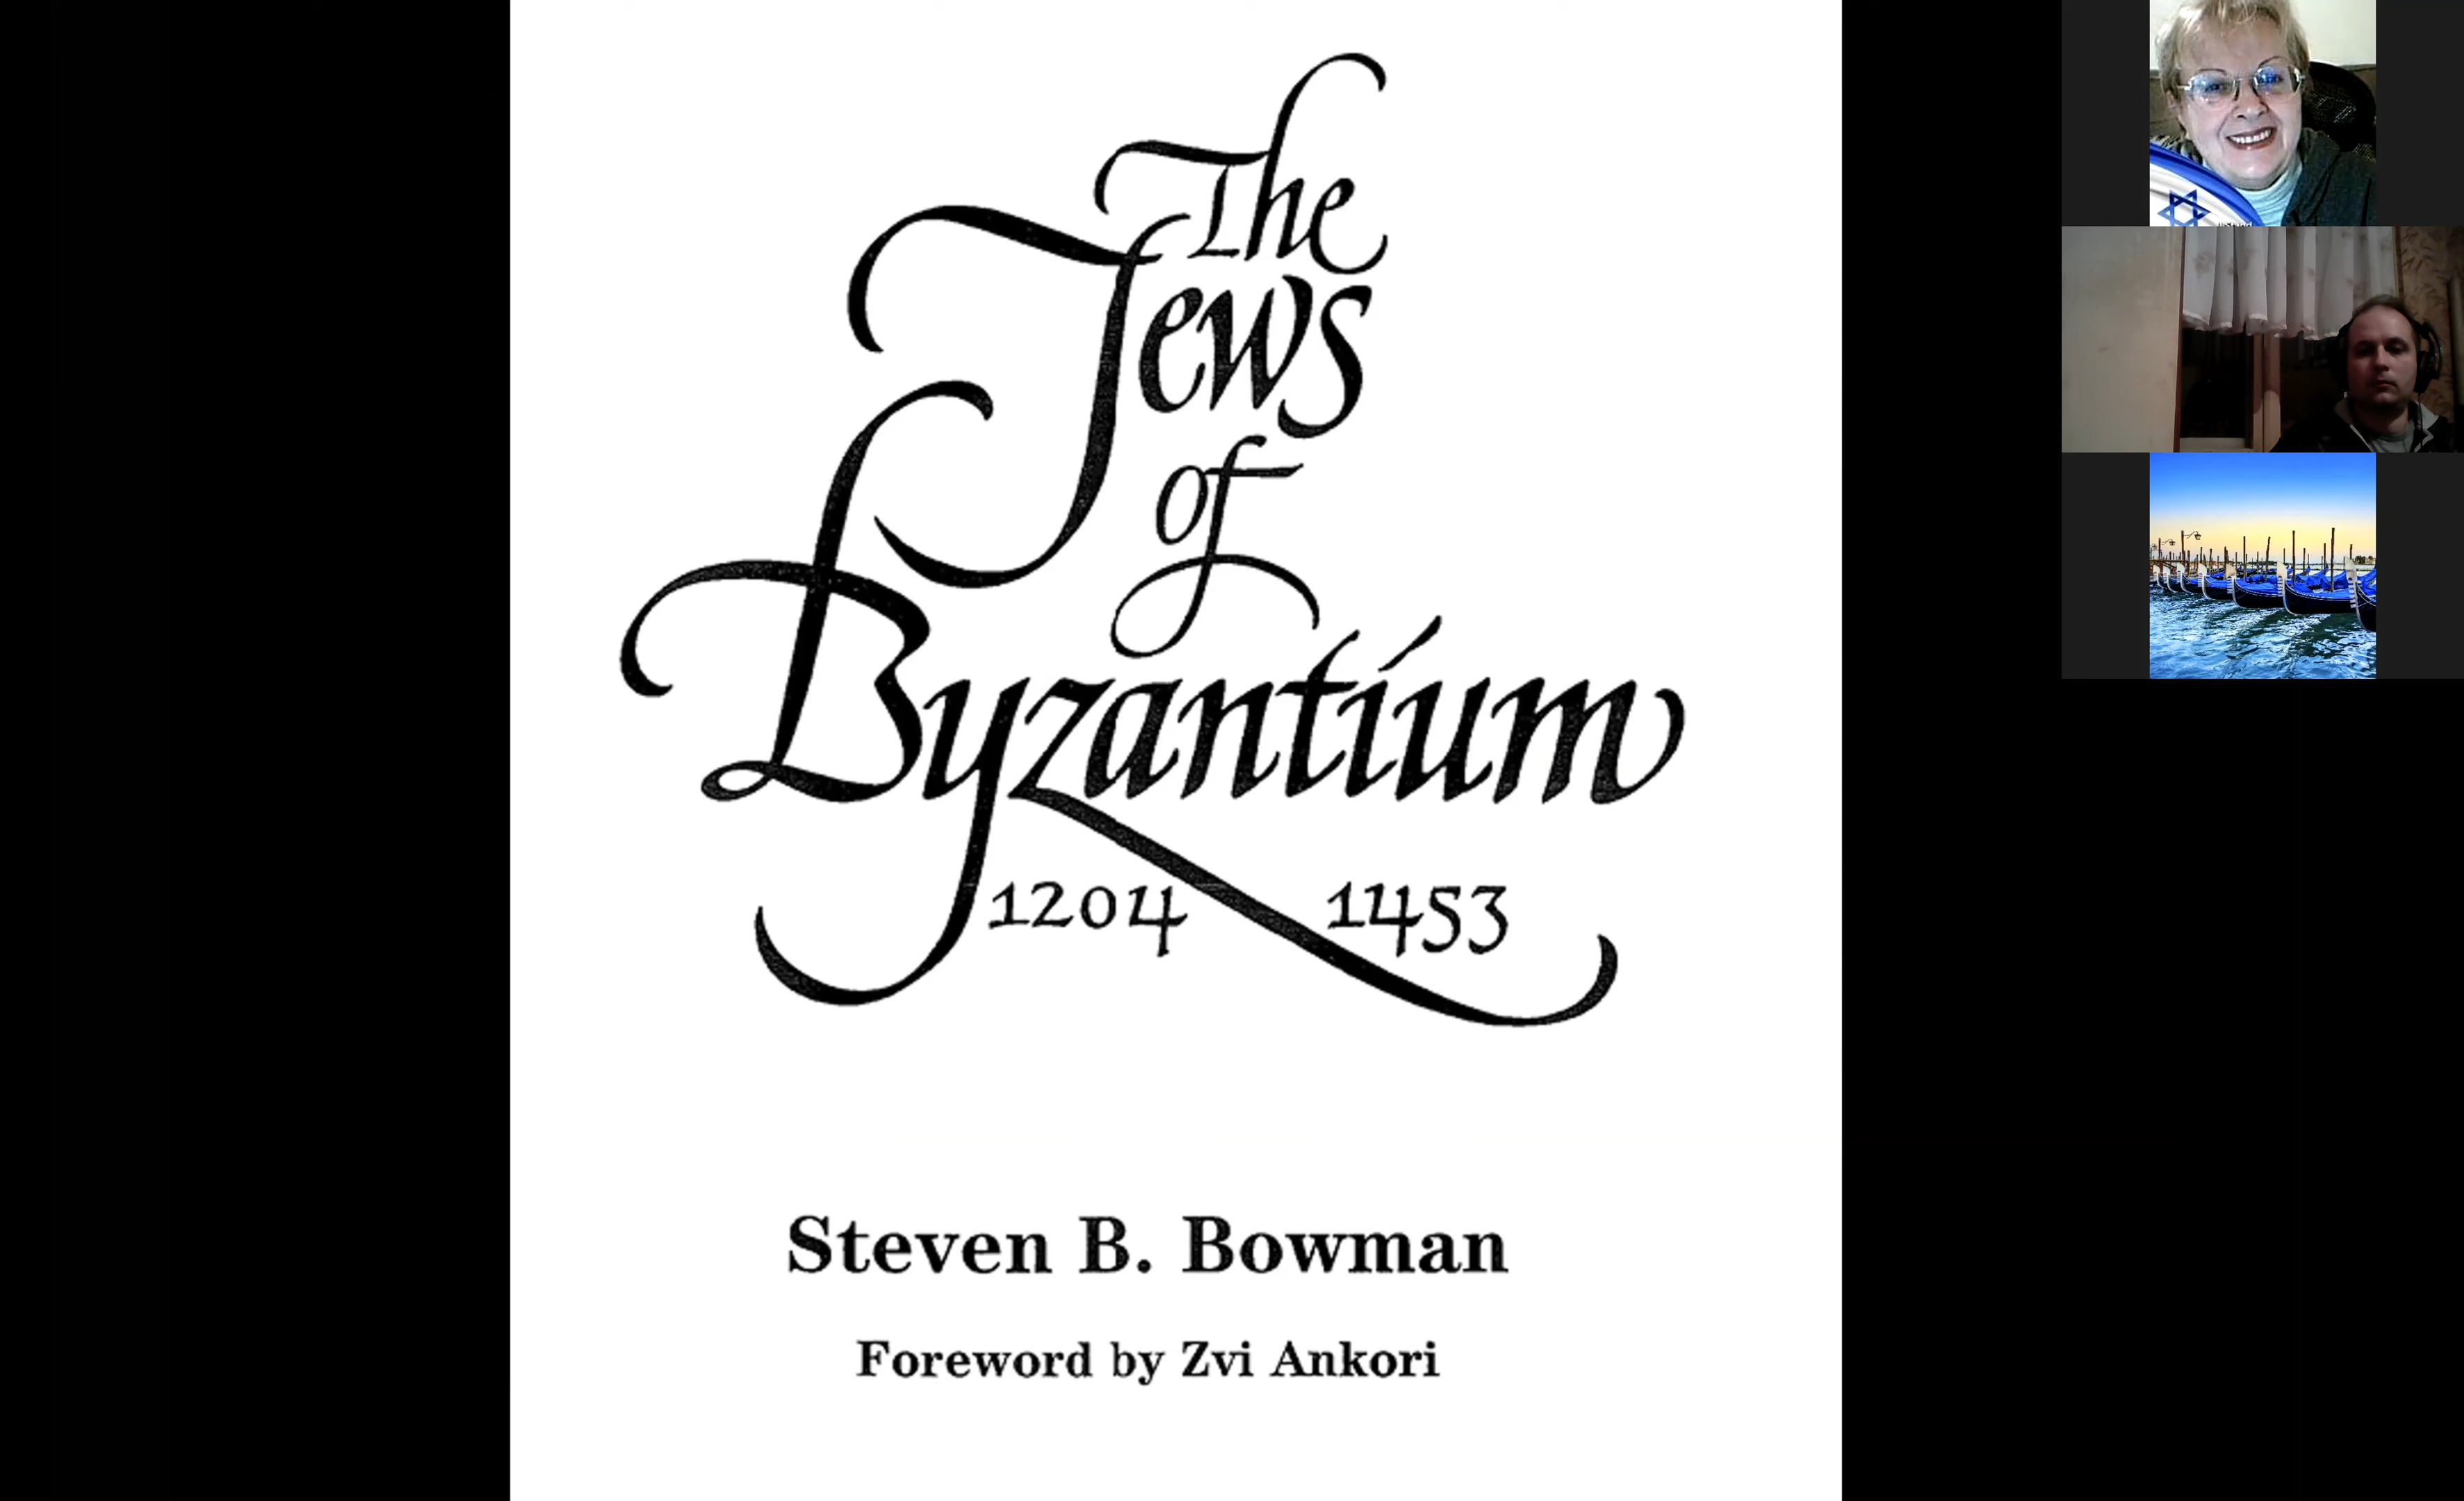 The
Jews
of
Byzantium
1204 1453
Steven B. Bowman
Foreword by Zvi Ankori